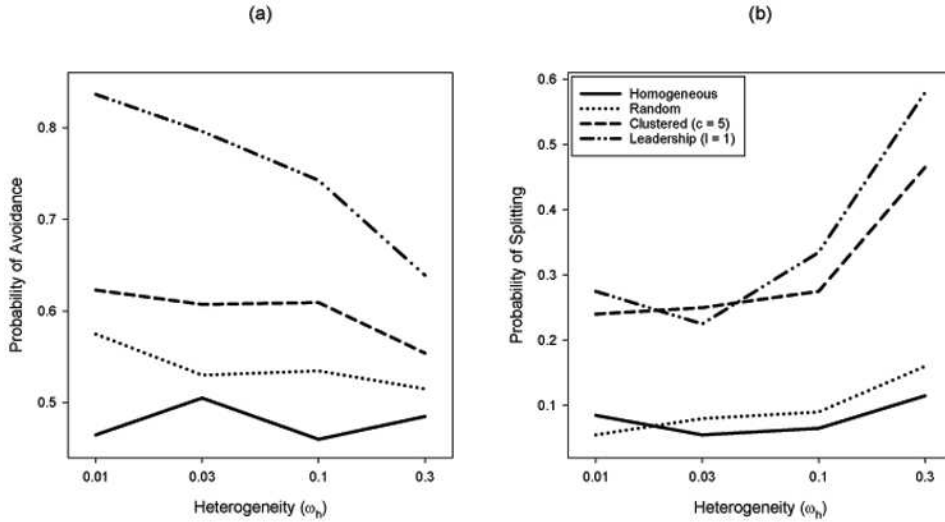 (a)
Probability of Avoidance
0.8
0.7
0.6
0.5
0.01
0.03
0.1
0.3
Heterogeneity (ωh)
(b)
Probability of Splitting
0.6
0.5
0.4
0.3
0.2
0.1
Homogeneous
Random
Clustered (c = 5)
Leadership (l = 1)
0.01
0.03
0.1
0.3
Heterogeneity (ωh)